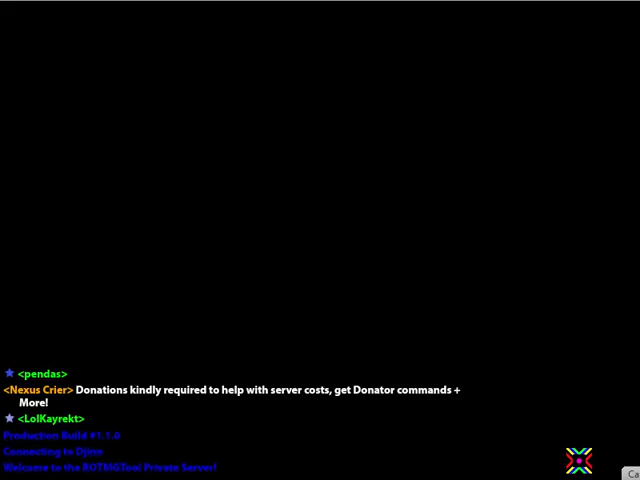 <pendas>
<Nexus Crier> Donations kindly required to help with server costs, get Donator commands +
More!
<LolKayrekt>
Production Build #1.1.0
Connecting to Djinn
Welcome to the ROTMGTool Private Server!
Ca